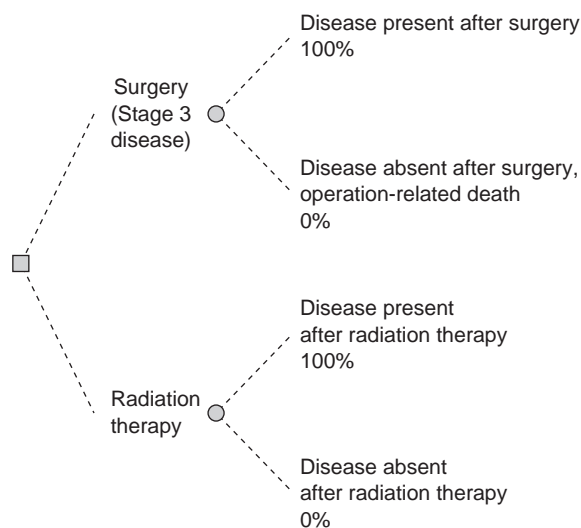 Disease present after surgery
100%
Surgery
(Stage 3
disease)
Disease absent after surgery,
operation-related death
0%
Disease present
after radiation therapy
100%
Radiation
therapy
Disease absent
after radiation therapy
0%